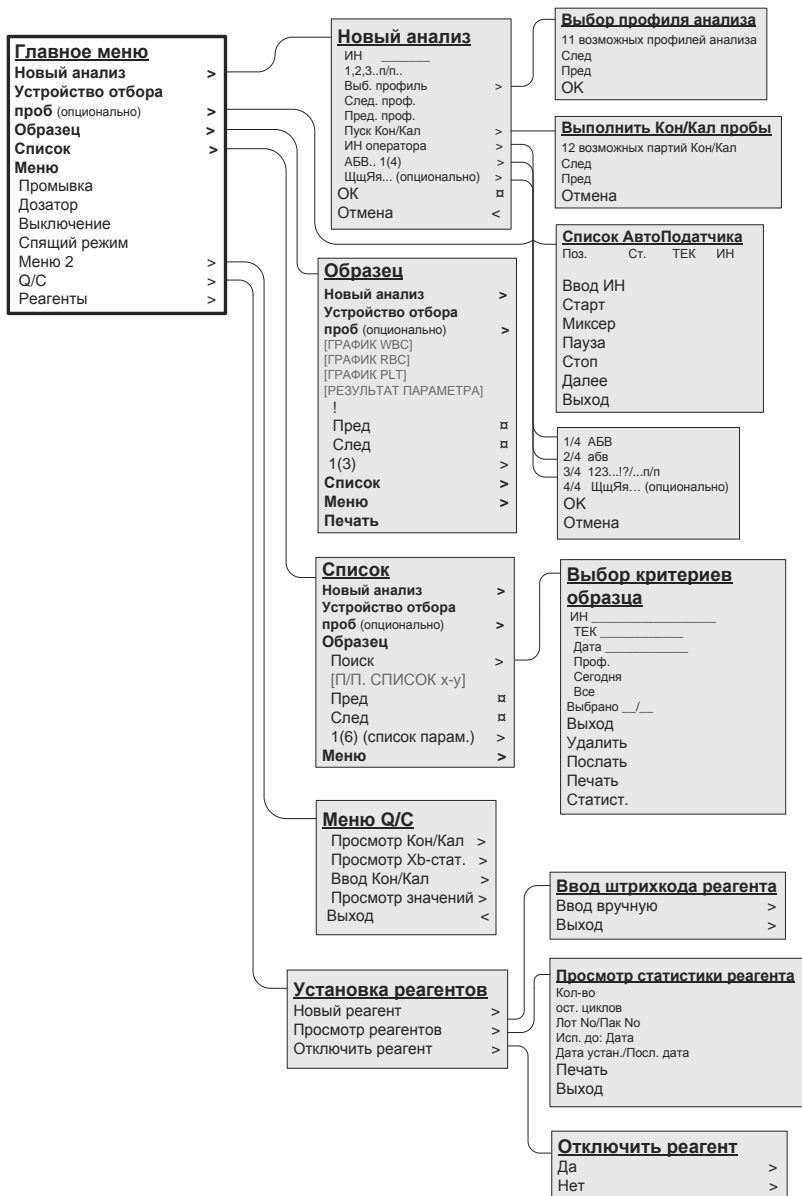 Главное меню
Новый анализ >
Устройство отбора
проб (опционально) >
Образец >
Список >
Меню
Промывка
Дозатор
Выключение
Спящий режим
Меню 2 >
Q/C >
Реагенты >
Новый анализ
ИН _______
1,2,3..п/п..
Выб. профиль >
След. проф.
Пред. проф.
Пуск Кон/Кал >
ИН оператора >
АБВ.. 1(4) >
ЩщЯя... (опционально) >
ОК ¤
Отмена <
Выбор профиля анализа
11 возможных профилей анализа
След
Пред
OK
Выполнить Кон/Кал пробы
12 возможных партий Кон/Кал
След
Пред
Отмена
Список АвтоПодатчика
Поз. Ст. ТЕК ИН
Ввод ИН
Старт
Миксер
Пауза
Стоп
Далее
Выход
Образец
Новый анализ >
Устройство отбора
проб (опционально) >
[ГРАФИК WBC]
[ГРАФИК RBC]
[ГРАФИК PLT]
[РЕЗУЛЬТАТ ПАРАМЕТРА]
!
Пред ¤
След ¤
1(3) >
Список >
Меню >
Печать
1/4 АБВ
2/4 абв
3/4 123...!?/...п/п
4/4 ЩщЯя… (опционально)
OK
Отмена
Список
Новый анализ >
Устройство отбора
проб (опционально) >
Образец
Поиск >
[П/П. СПИСОК x-y]
Пред ¤
След ¤
1(6) (список парам.) >
Меню >
Выбор критериев
образца
ИН __________________
ТЕК ____________
Дата ____________
Проф.
Сегодня
Все
Выбрано __/__
Выход
Удалить
Послать
Печать
Статист.
Меню Q/C
Просмотр Кон/Кал >
Просмотр Xb-стат. >
Ввод Кон/Кал >
Просмотр значений >
Выход <
Ввод штрихкода реагента
Ввод вручную >
Выход >
Установка реагентов
Новый реагент >
Просмотр реагентов >
Отключить реагент >
Просмотр статистики реагента
Кол-во
ост. циклов
Лот No/Пак No
Исп. до: Дата
Дата устан./Посл. дата
Печать
Выход
Отключить реагент
Да >
Нет >